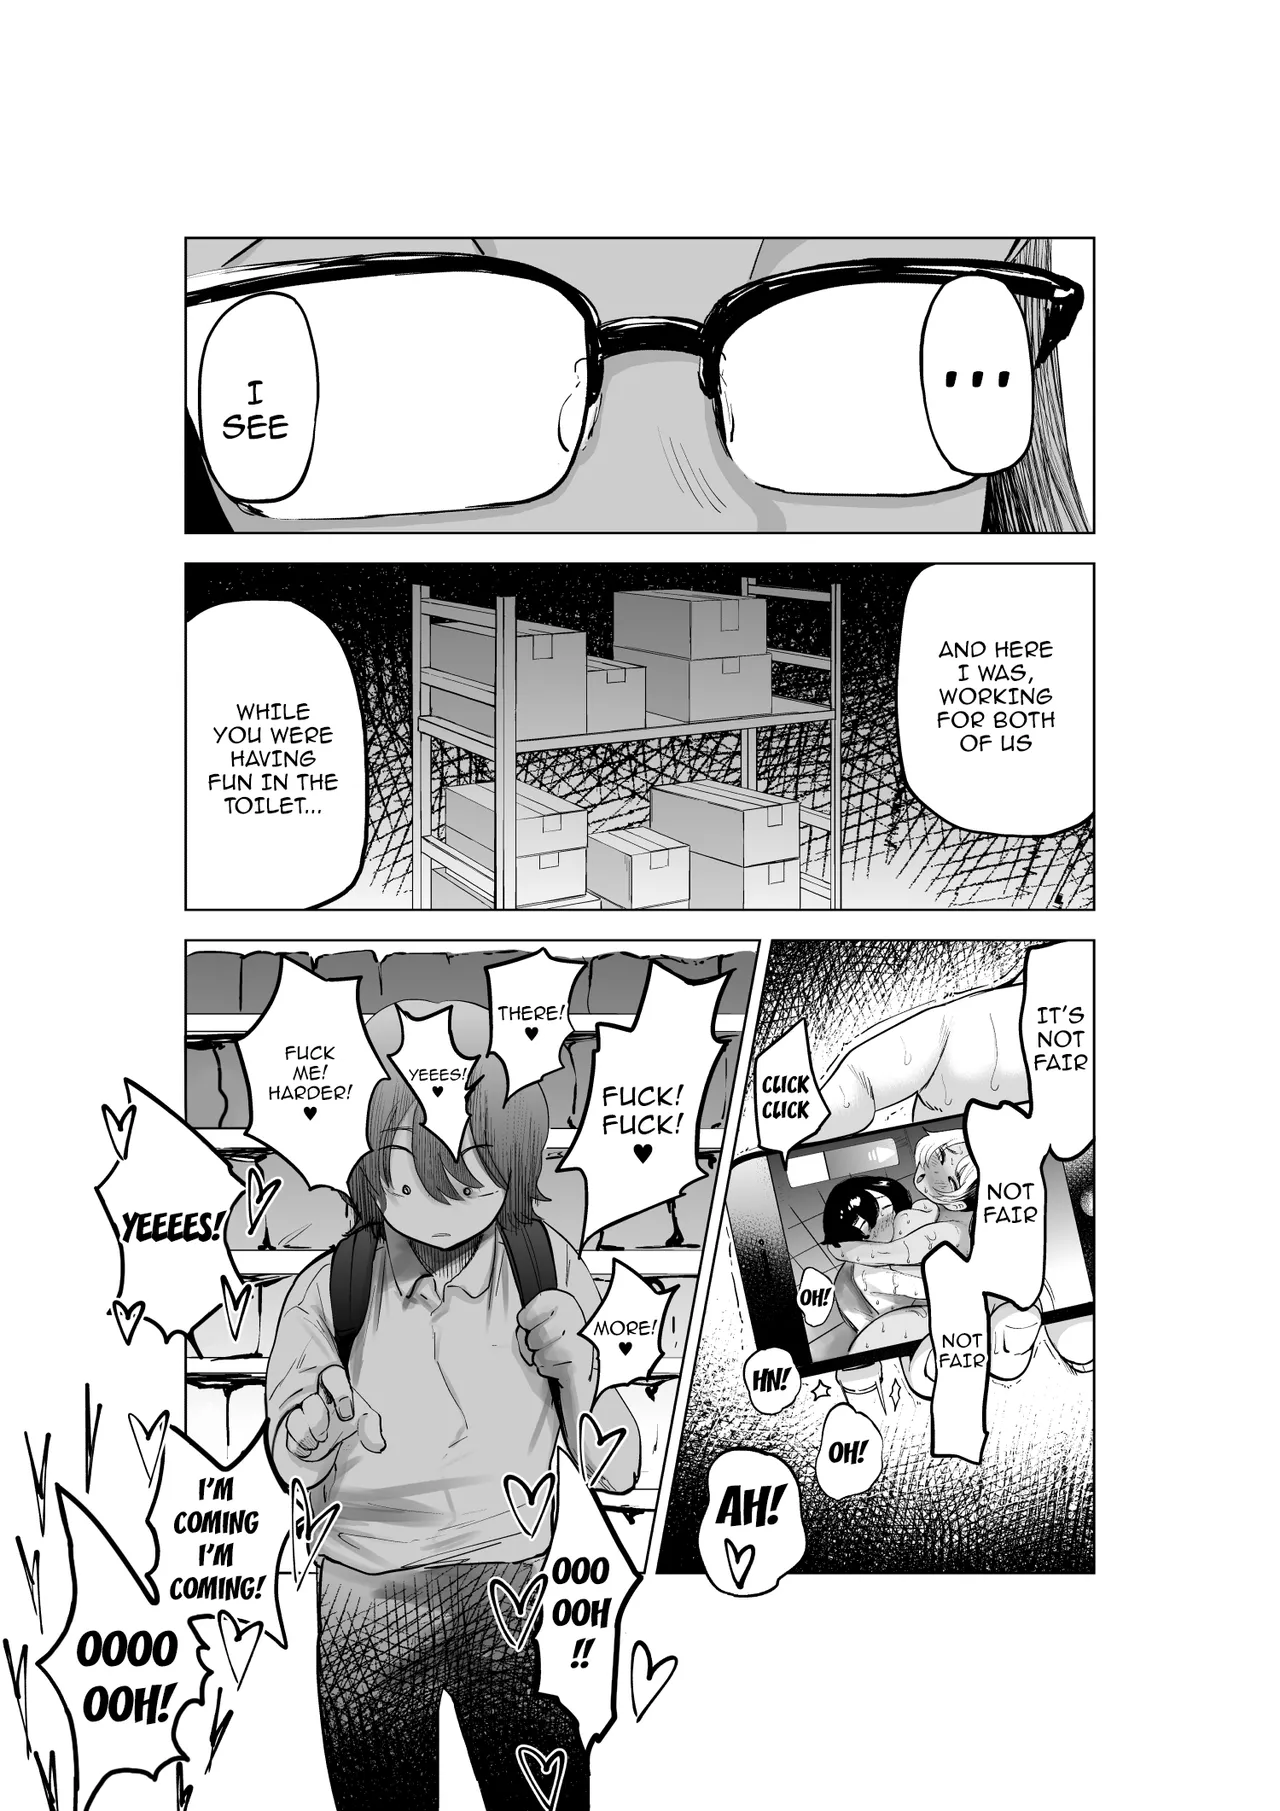 ...
I
SEE
AND HERE
I WAS,
WORKING
FOR BOTH
OF US
WHILE
YOU WERE
HAVING
FUN IN THE
TOILET...
IT'S
NOT
FAIR
CLICK
CLICK
NOT
FAIR
NOT
FAIR
OH!
HN!
OH!
AH!
♥
FUCK!
FUCK!
♥
THERE!
♥
YEEES!
♥
FUCK
ME!
HARDER!
♥
YEEEES!
MORE!
♥
OOO
OOH
!!
I'M
COMING
I'M
COMING!
OOOO
OOH!